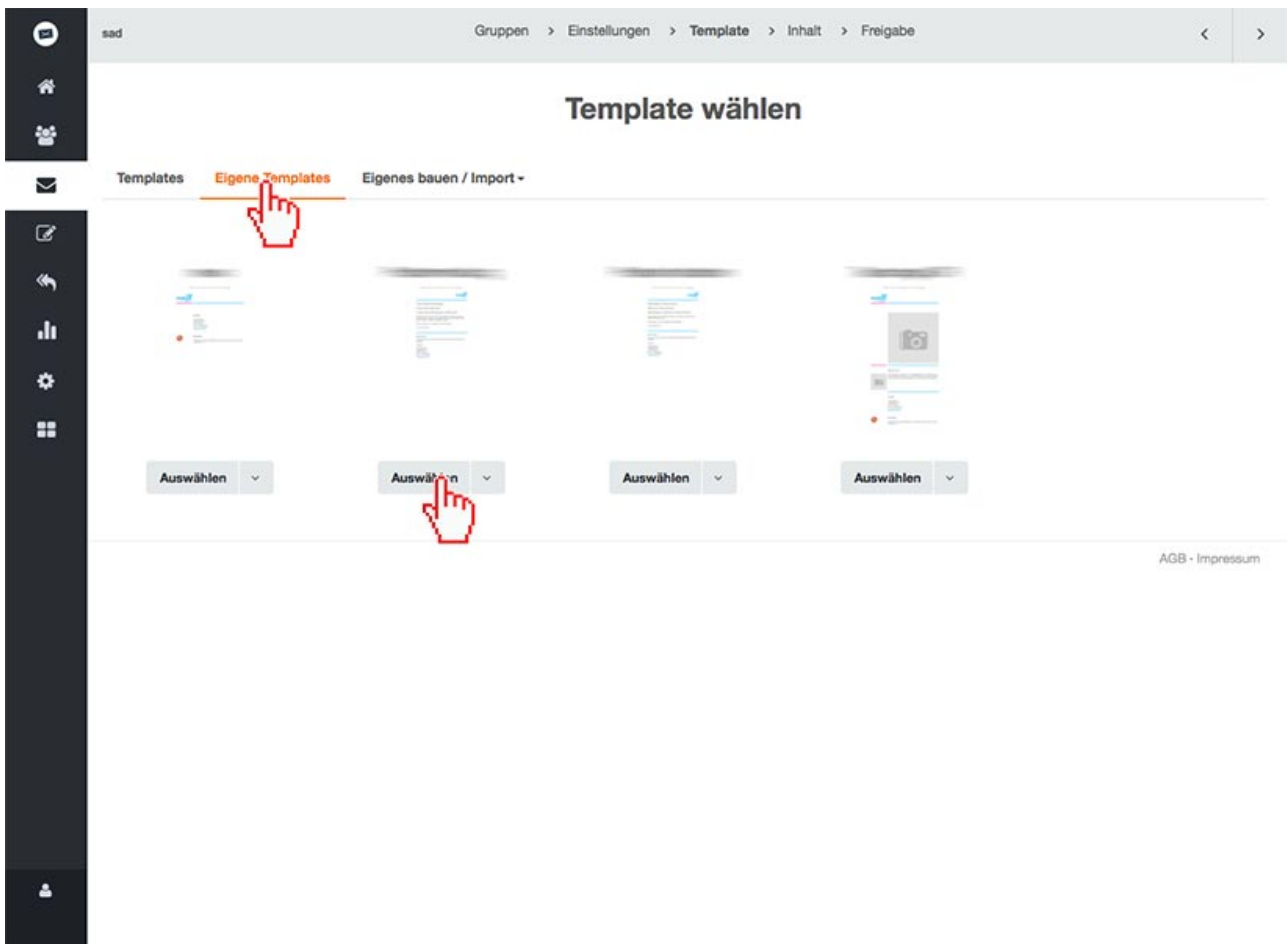 sad
Gruppen > Einstellungen > Template > Inhalt > Freigabe
Template wählen
Templates Eigene Templates Eigenes bauen / Import
Auswählen Auswählen Auswählen Auswählen
AGB - Impressum